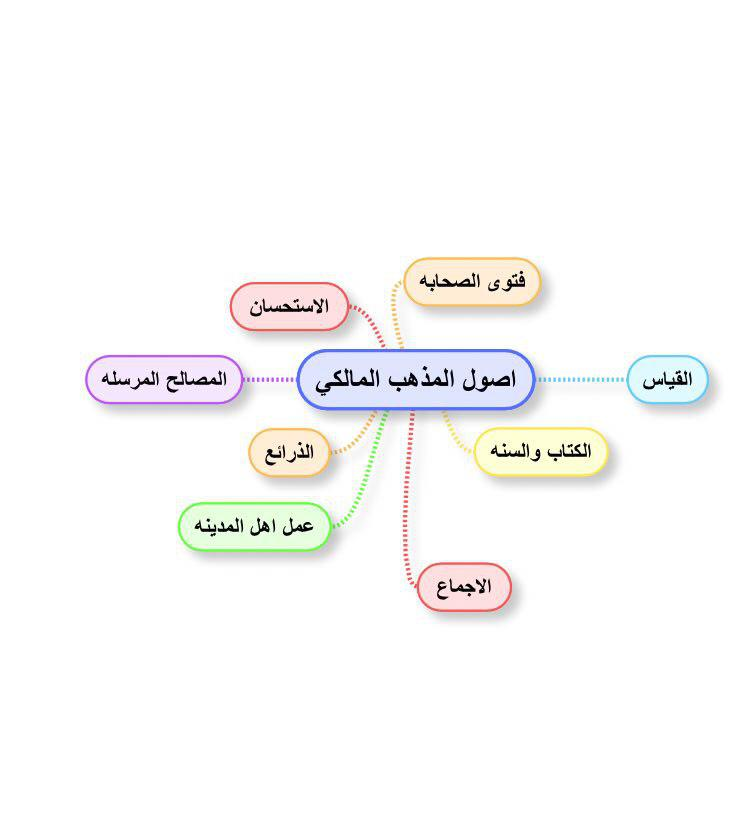 فتوى الصحابه
الاستحسان
اصول المذهب المالكي
القياس
المصالح المرسله
الكتاب والسنه
الذرائع
عمل اهل المدينه
الاجماع